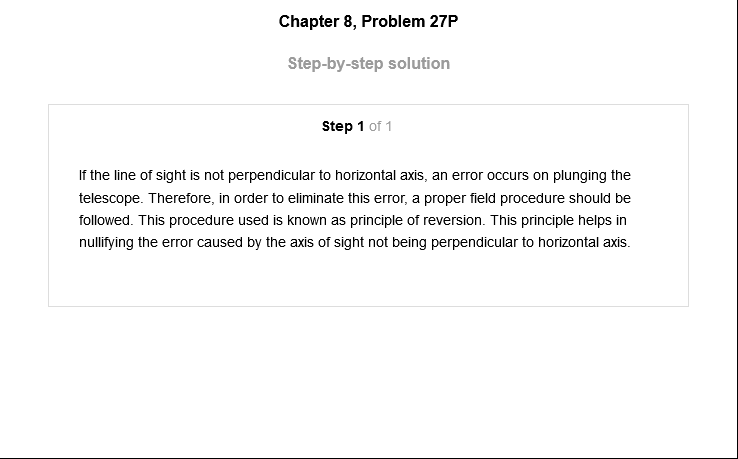 Chapter 8, Problem 27P
Step-by-step solution
Step 1 of 1
If the line of sight is not perpendicular to horizontal axis, an error occurs on plunging the
telescope. Therefore, in order to eliminate this error, a proper field procedure should be
followed. This procedure used is known as principle of reversion. This principle helps in
nullifying the error caused by the axis of sight not being perpendicular to horizontal axis.